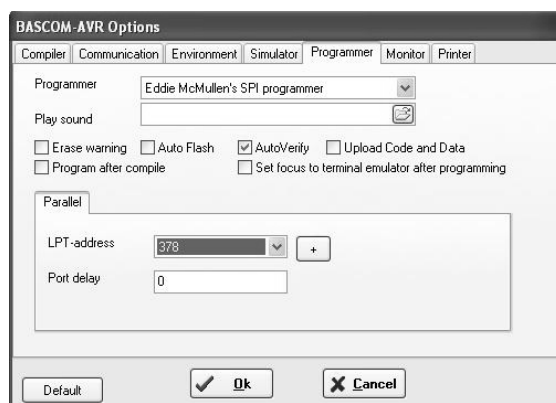 BASCOM-AVR Options
Compiler Communication Environment Simulator Programmer Monitor Printer
Programmer Eddie McMullen's SPI programmer
Play sound
Erase warning Auto Flash AutoVerify Upload Code and Data
Program after compile Set focus to terminal emulator after programming
Parallel
LPT-address 378 +
Port delay 0
Default Ok Cancel